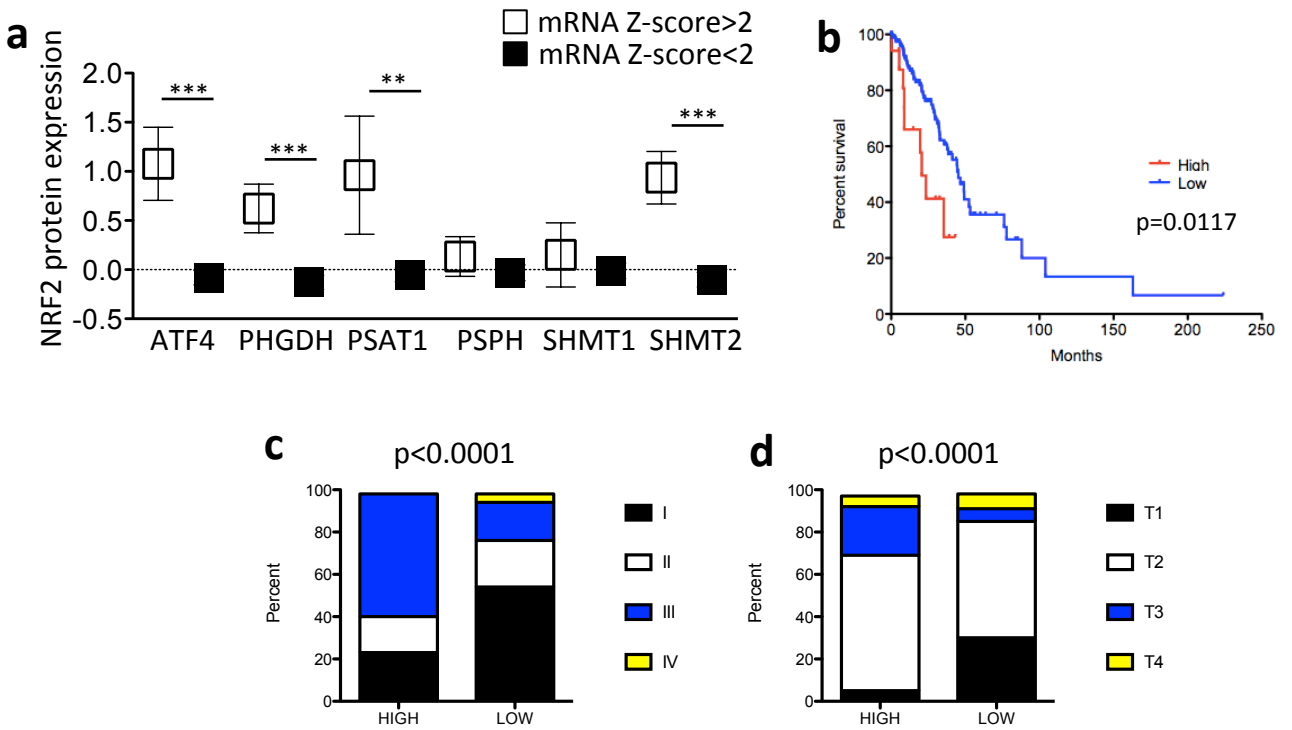 a
mRNA Z-score>2
mRNA Z-score<2
NRF2 protein expression
2.0
1.5
1.0
0.5
0.0
-0.5
***
***
**
***
ATF4 PHGDH PSAT1 PSPH SHMT1 SHMT2
b
Percent survival
100
80
60
40
20
0
0 50 100 150 200 250
Months
High
Low
p=0.0117
c
p<0.0001
Percent
100
80
60
40
20
0
HIGH LOW
I
II
III
IV
d
p<0.0001
Percent
100
80
60
40
20
0
HIGH LOW
T1
T2
T3
T4